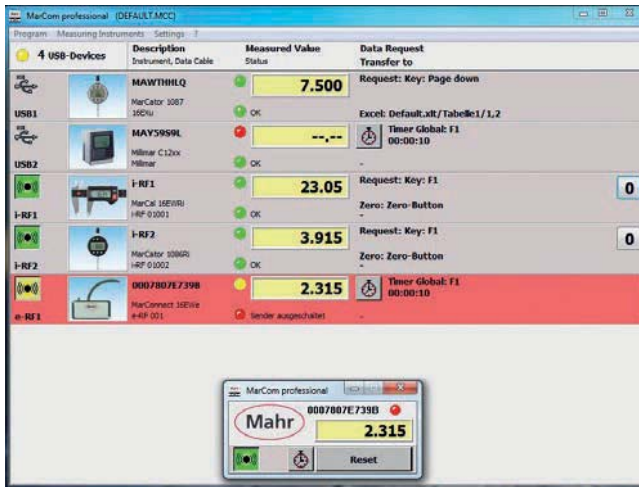 MarCom professional (DEFAULT.MCC)
Program Measuring Instruments Settings ?
4 USB-Devices
Description
Instrument, Data Cable
Measured Value
Status
Data Request
Transfer to
USB1
MAWTHHLQ
MarCator 1087
16EXu
7.500
OK
Request: Key: Page down
Excel: Default.xlt/Tabelle1/1,2
USB2
MAY59S9L
Millimar C12xx
Millimar
--,--
OK
Timer Global: F1
00:00:10
-
i-RF1
i-RF1
MarCal 16EWRi
i-RF 01001
23.05
OK
Request: Key: F1
Zero: Zero-Button
-
0
i-RF2
i-RF2
MarCator 1086Ri
i-RF 01002
3.915
OK
Request: Key: F1
Zero: Zero-Button
-
0
e-RF1
0007807E739B
MarConnect 16EWe
e-RF 001
2.315
Sender ausgeschaltet
Timer Global: F1
00:00:10
-
MarCom professional
Mahr
0007807E739B
2.315
Reset